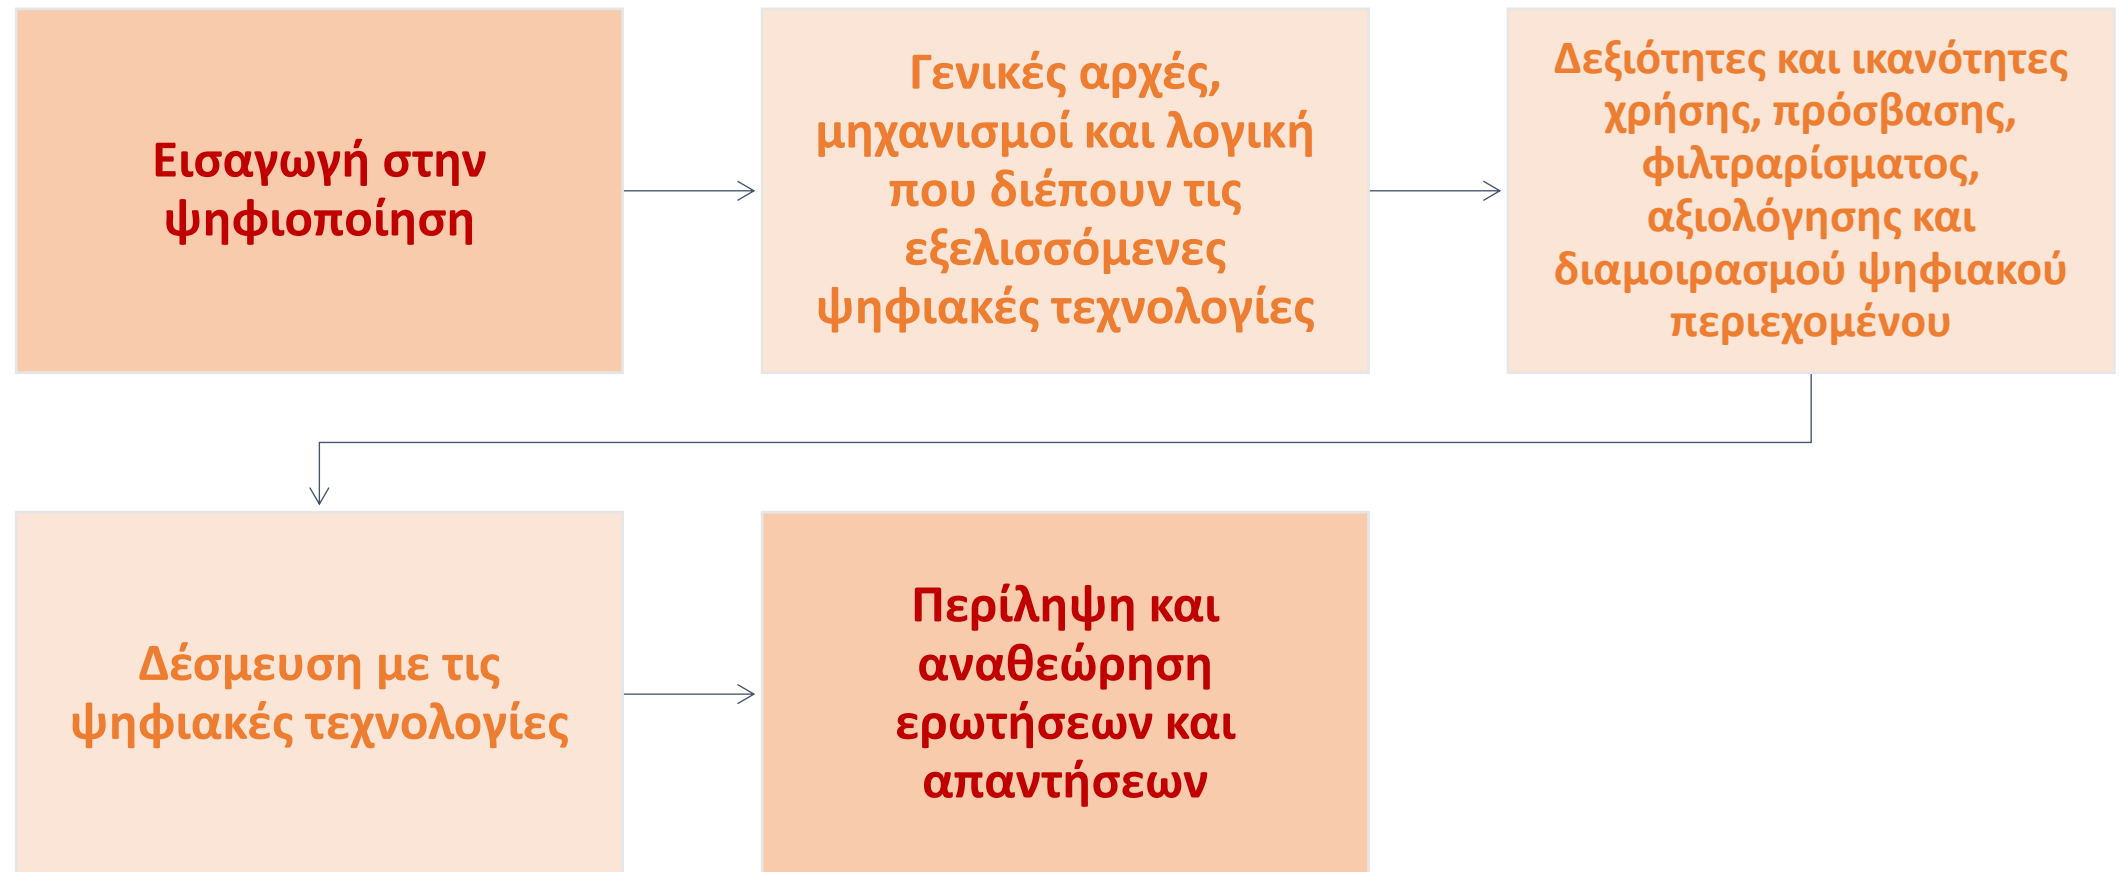 Εισαγωγή στην
ψηφιοποίηση
Γενικές αρχές,
μηχανισμοί και λογική
που διέπουν τις
εξελισσόμενες
ψηφιακές τεχνολογίες
Δεξιότητες και ικανότητες
χρήσης, πρόσβασης,
φιλτραρίσματος,
αξιολόγησης και
διαμοιρασμού ψηφιακού
περιεχομένου
Δέσμευση με τις
ψηφιακές τεχνολογίες
Περίληψη και
αναθεώρηση
ερωτήσεων και
απαντήσεων